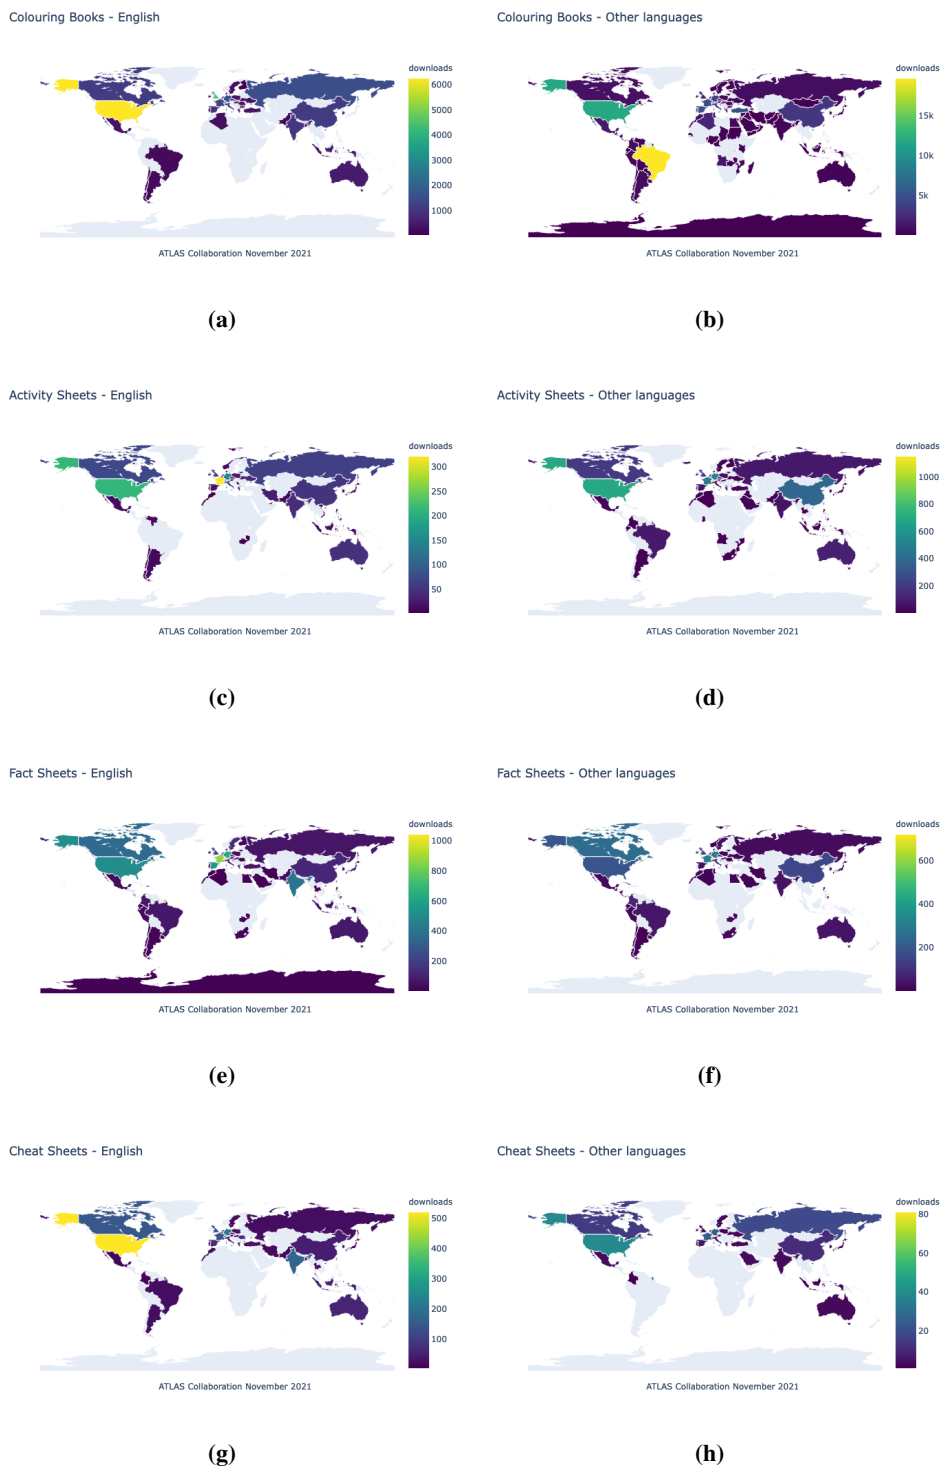 Colouring Books - English
downloads
6000
5000
4000
3000
2000
1000
ATLAS Collaboration November 2021
(a)
Colouring Books - Other languages
downloads
15k
10k
5k
ATLAS Collaboration November 2021
(b)
Activity Sheets - English
downloads
300
250
200
150
100
50
ATLAS Collaboration November 2021
(c)
Activity Sheets - Other languages
downloads
1000
800
600
400
200
ATLAS Collaboration November 2021
(d)
Fact Sheets - English
downloads
1000
800
600
400
200
ATLAS Collaboration November 2021
(e)
Fact Sheets - Other languages
downloads
600
400
200
ATLAS Collaboration November 2021
(f)
Cheat Sheets - English
downloads
500
400
300
200
100
ATLAS Collaboration November 2021
(g)
Cheat Sheets - Other languages
downloads
80
60
40
20
ATLAS Collaboration November 2021
(h)